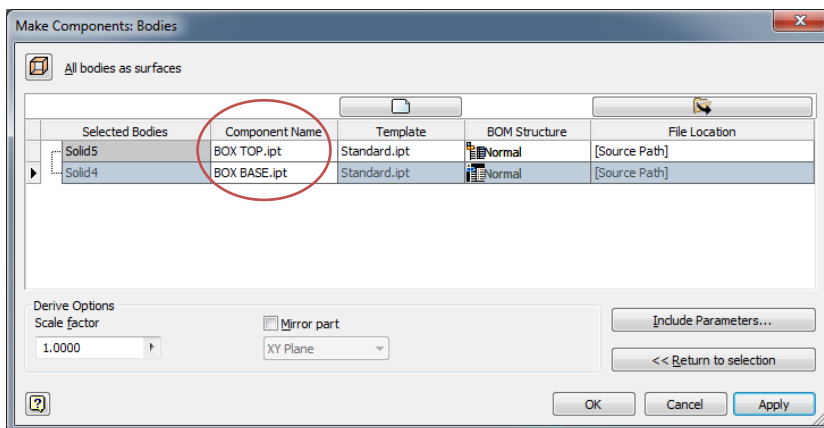 Make Components: Bodies
x
All bodies as surfaces
Selected Bodies Component Name Template BOM Structure File Location
Solid5 BOX TOP.ipt Standard.ipt Normal [Source Path]
Solid4 BOX BASE.ipt Standard.ipt Normal [Source Path]
Derive Options
Scale factor
Mirror part
Include Parameters...
1.0000
XY Plane
<< Return to selection
?
OK Cancel Apply